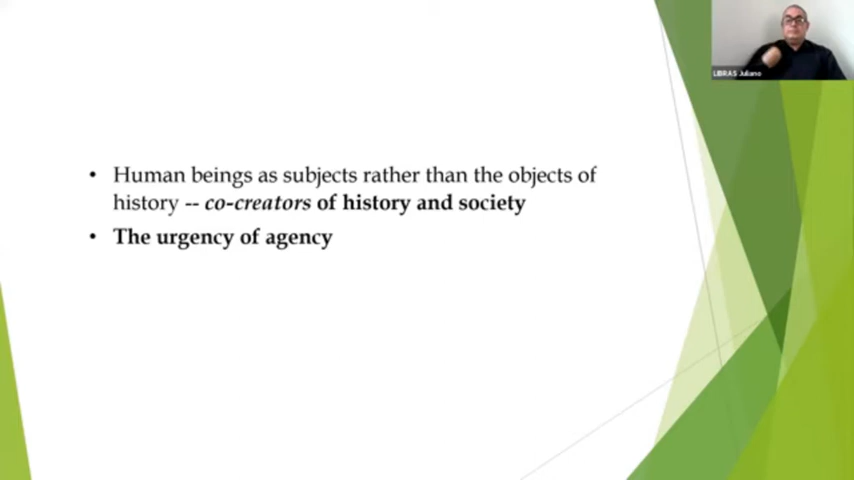 LIBRAS Juliano
• Human beings as subjects rather than the objects of
history -- co-creators of history and society
• The urgency of agency